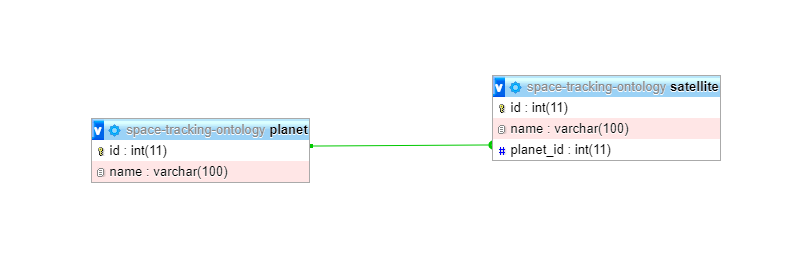 v space-tracking-ontology planet
id : int(11)
name : varchar(100)
v space-tracking-ontology satellite
id : int(11)
name : varchar(100)
# planet_id : int(11)